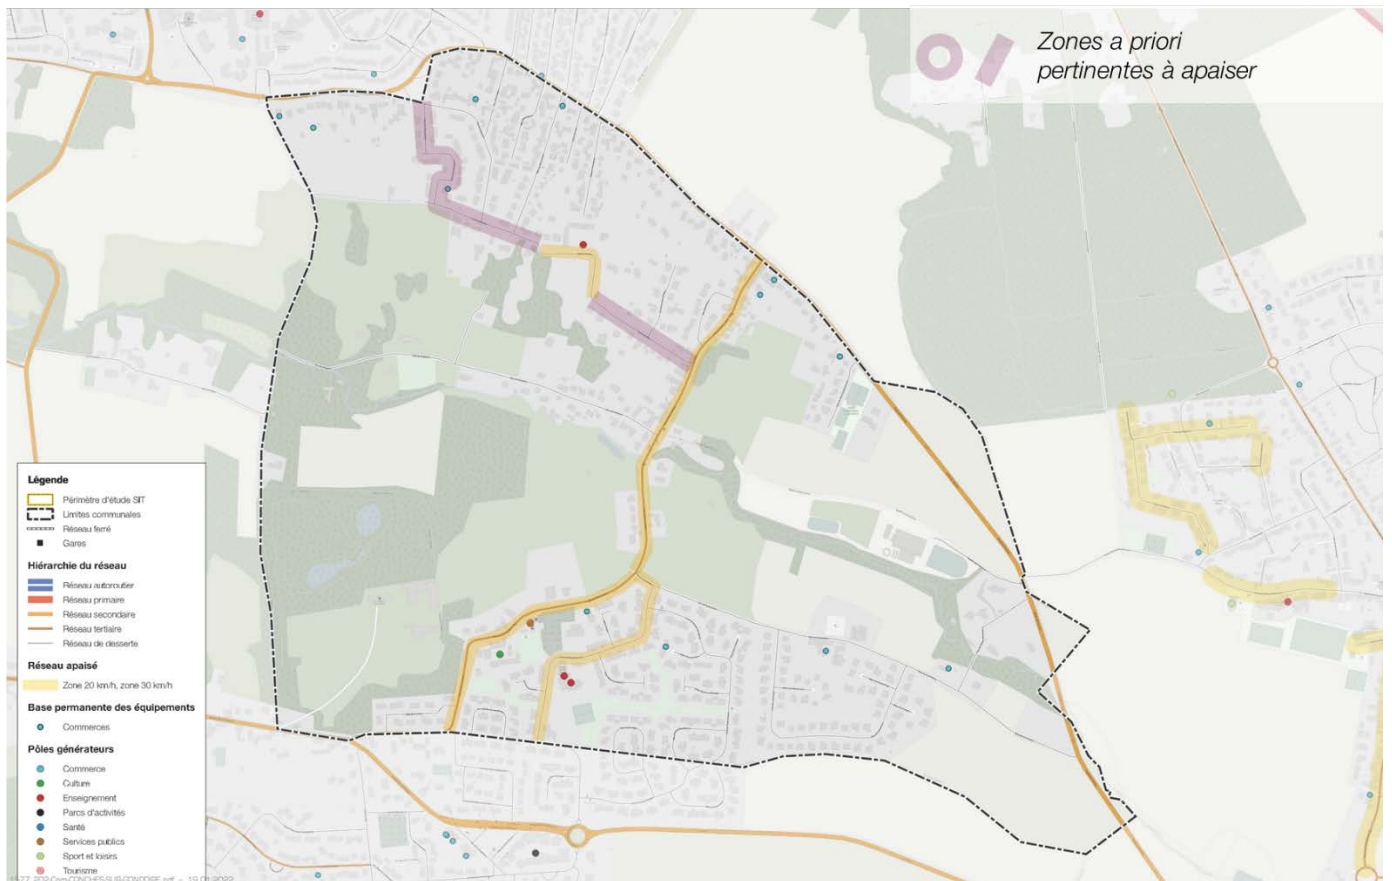 Zones a priori
pertinentes à apaiser
Légende
Périmètre d'étude SIT
Limites communales
Réseau ferré
Gares
Hiérarchie du réseau
Réseau autoroutier
Réseau primaire
Réseau secondaire
Réseau tertiaire
Réseau de desserte
Réseau apaisé
Zone 20 km/h, zone 30 km/h
Base permanente des équipements
Commerces
Pôles générateurs
Commerce
Culture
Enseignement
Parcs d'activités
Santé
Services publics
Sport et loisirs
Tourisme